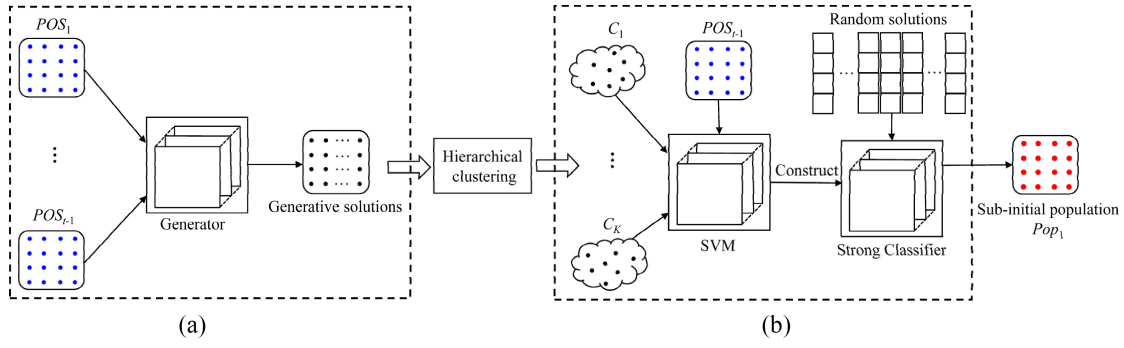 POS1
⋮
POSt-1
Generator
Generative solutions
(a)
Hierarchical
clustering
C1
⋮
CK
POSt-1
SVM
Construct
Random solutions
Strong Classifier
Sub-initial population
Pop1
(b)